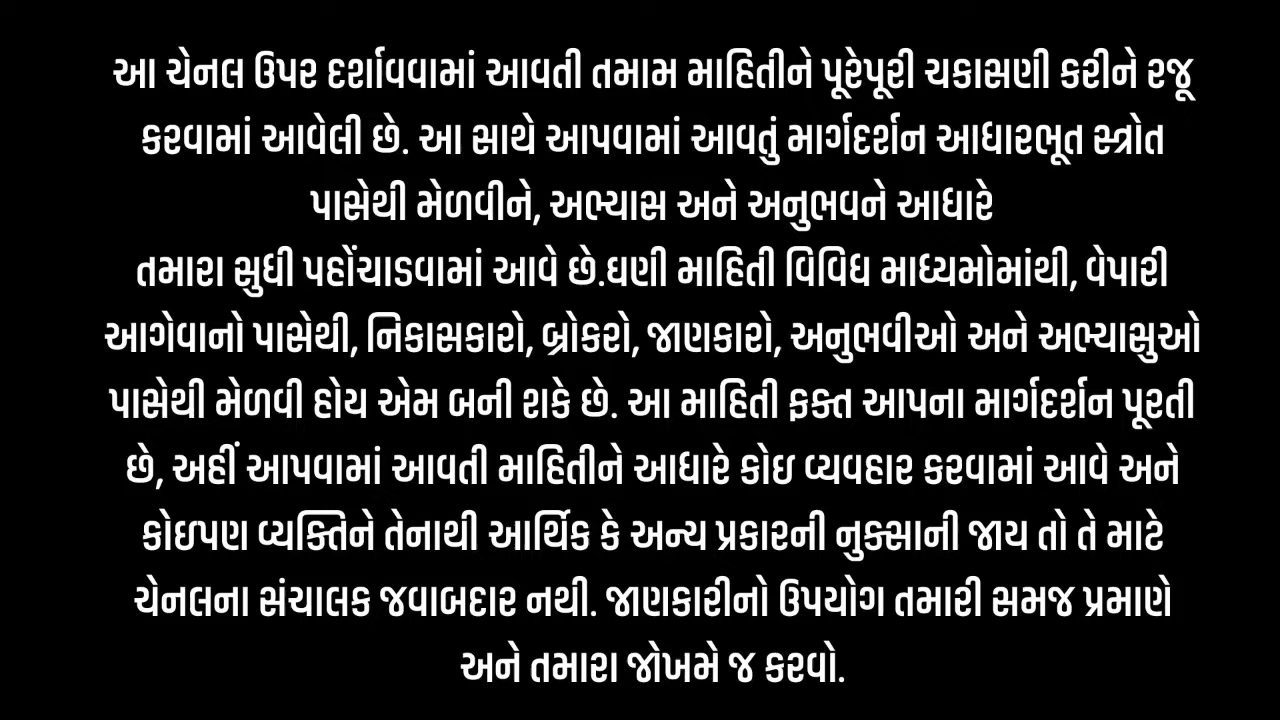 આ ચેનલ ઉપર દર્શાવવામાં આવતી તમામ માહિતીને પૂરેપૂરી ચકાસણી કરીને રજૂ
કરવામાં આવેલી છે. આ સાથે આપવામાં આવતું માર્ગદર્શન આધારભૂત સ્ત્રોત
પાસેથી મેળવીને, અભ્યાસ અને અનુભવને આધારે
તમારા સુધી પહોંચાડવામાં આવે છે.ઘણી માહિતી વિવિધ માધ્યમોમાંથી, વેપારી
આગેવાનો પાસેથી, નિકાસકારો, બ્રોકરો, જાણકારો, અનુભવીઓ અને અભ્યાસુઓ
પાસેથી મેળવી હોય એમ બની શકે છે. આ માહિતી ફક્ત આપના માર્ગદર્શન પૂરતી
છે, અહીં આપવામાં આવતી માહિતીને આધારે કોઇ વ્યવહાર કરવામાં આવે અને
કોઇપણ વ્યક્તિને તેનાથી આર્થિક કે અન્ય પ્રકારની નુક્સાની જાય તો તે માટે
ચેનલના સંચાલક જવાબદાર નથી. જાણકારીનો ઉપયોગ તમારી સમજ પ્રમાણે
અને તમારા જોખમે જ કરવો.